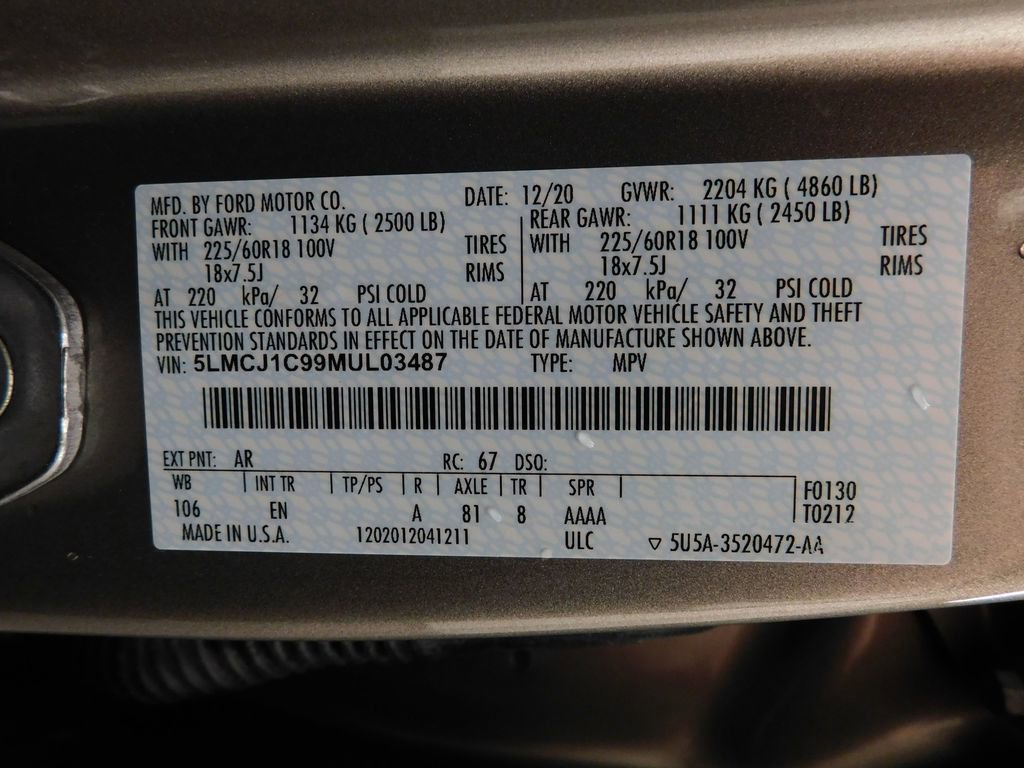 MFD. BY FORD MOTOR CO. DATE: 12/20 GVWR: 2204 KG ( 4860 LB)
FRONT GAWR: 1134 KG ( 2500 LB) REAR GAWR: 1111 KG ( 2450 LB)
WITH 225/60R18 100V TIRES WITH 225/60R18 100V TIRES
18x7.5J RIMS 18x7.5J RIMS
AT 220 kPa/ 32 PSI COLD AT 220 kPa/ 32 PSI COLD
THIS VEHICLE CONFORMS TO ALL APPLICABLE FEDERAL MOTOR VEHICLE SAFETY AND THEFT
PREVENTION STANDARDS IN EFFECT ON THE DATE OF MANUFACTURE SHOWN ABOVE.
VIN: 5LMCJ1C99MUL03487 TYPE: MPV
EXT PNT: AR RC: 67 DSO:
WB INT TR TP/PS R AXLE TR SPR F0130
106 EN A 81 8 AAAA T0212
MADE IN U.S.A. 1202012041211 ULC ▽ 5U5A-3520472-AA